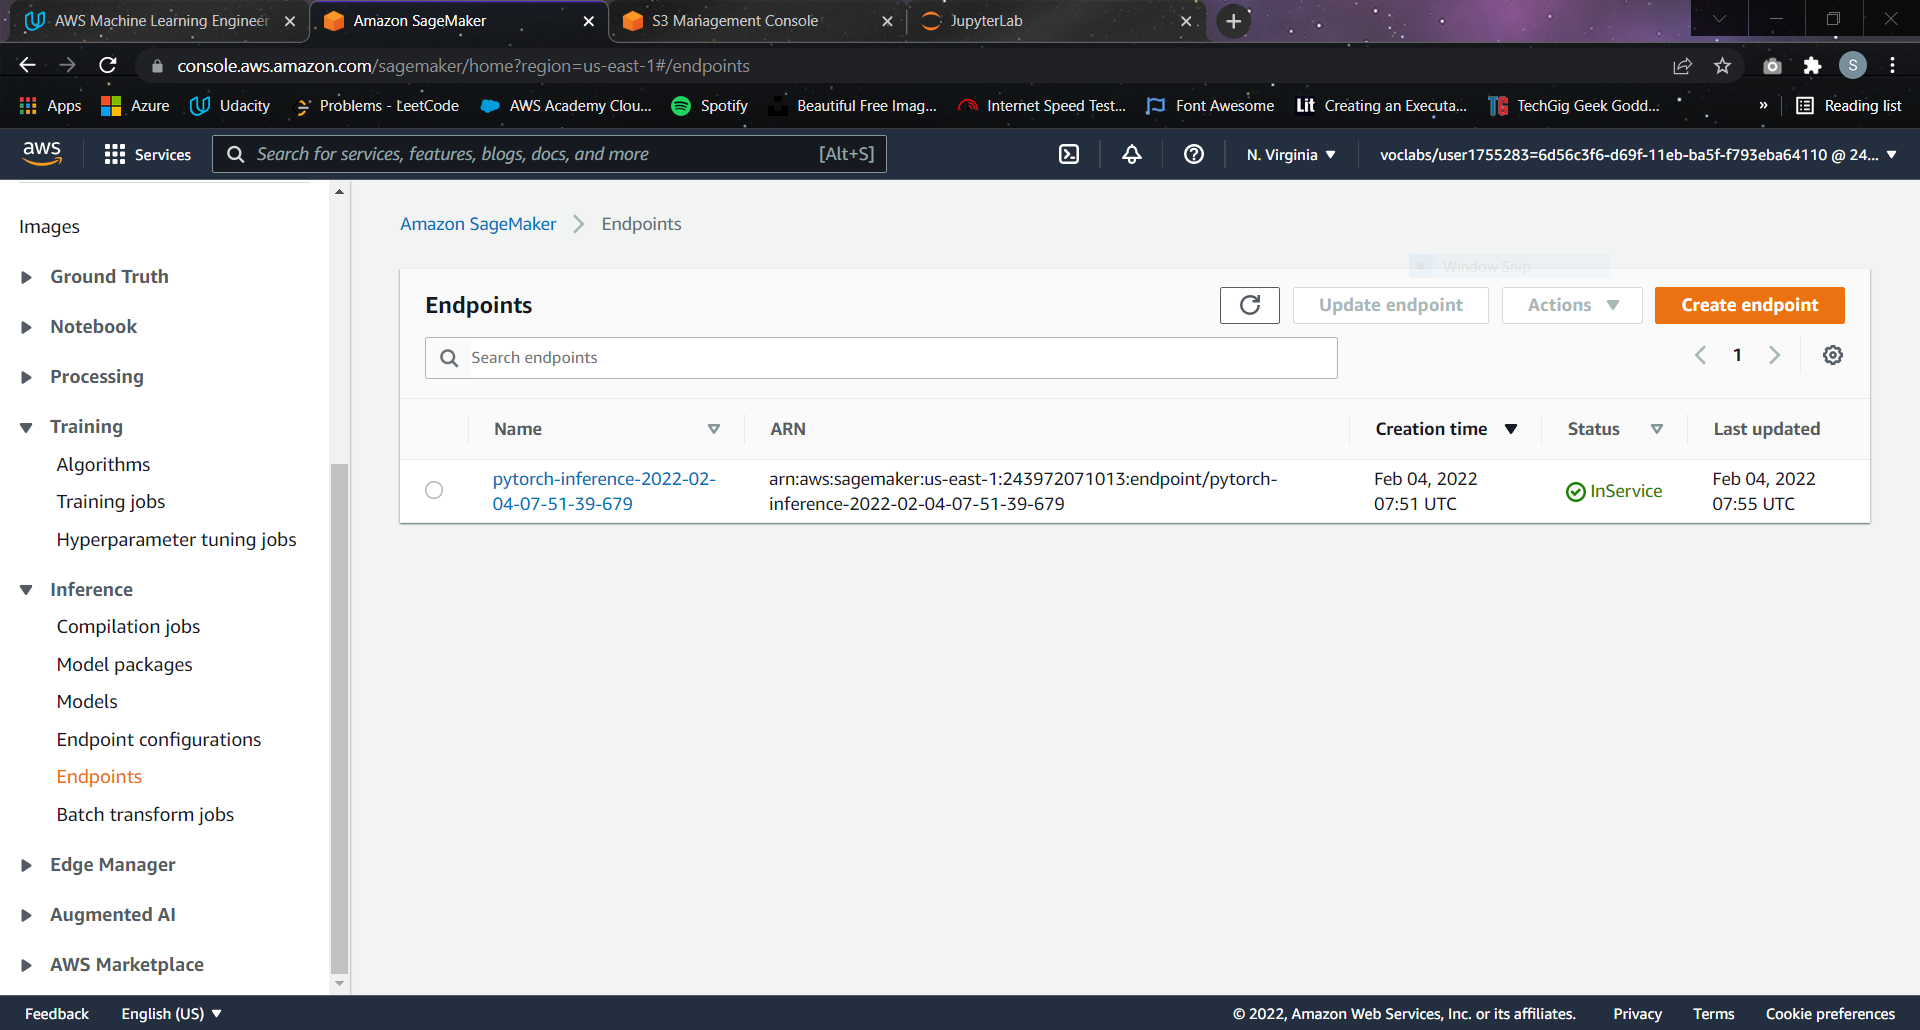 AWS Machine Learning Engineer
Amazon SageMaker
S3 Management Console
JupyterLab
console.aws.amazon.com/sagemaker/home?region=us-east-1#/endpoints
S
Apps
Azure
Udacity
Problems - LeetCode
AWS Academy Clou...
Spotify
Beautiful Free Imag...
Internet Speed Test...
Font Awesome
Lit Creating an Executa...
TG TechGig Geek Godd...
»
Reading list
aws
Services
Search for services, features, blogs, docs, and more [Alt+S]
N. Virginia
voclabs/user1755283=6d56c3f6-d69f-11eb-ba5f-f793eba64110 @ 24...
Images
Ground Truth
Notebook
Processing
Training
Algorithms
Training jobs
Hyperparameter tuning jobs
Inference
Compilation jobs
Model packages
Models
Endpoint configurations
Endpoints
Batch transform jobs
Edge Manager
Augmented AI
AWS Marketplace
Amazon SageMaker
Endpoints
Window Snip
Endpoints
Update endpoint
Actions
Create endpoint
Search endpoints
1
Name
ARN
Creation time
Status
Last updated
pytorch-inference-2022-02-
04-07-51-39-679
arn:aws:sagemaker:us-east-1:243972071013:endpoint/pytorch-
inference-2022-02-04-07-51-39-679
Feb 04, 2022
07:51 UTC
InService
Feb 04, 2022
07:55 UTC
Feedback
English (US)
© 2022, Amazon Web Services, Inc. or its affiliates.
Privacy
Terms
Cookie preferences